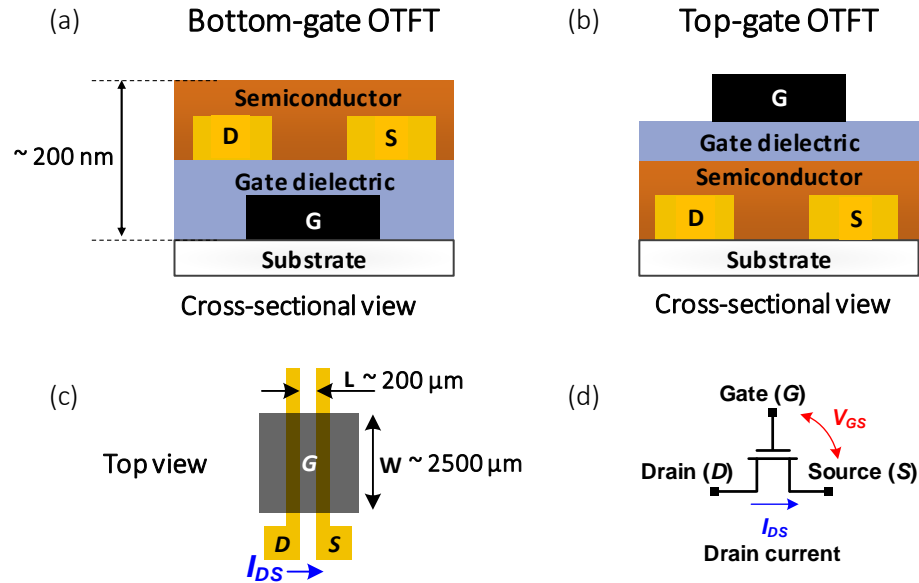 (a)
Bottom-gate OTFT
(b)
Top-gate OTFT
Semiconductor
D
S
~ 200 nm
Gate dielectric
G
Substrate
Cross-sectional view
G
Gate dielectric
Semiconductor
D
S
Substrate
Cross-sectional view
(c)
L ~ 200 µm
Top view
G
W ~ 2500 µm
D
S
IDS
(d)
Gate (G)
VGS
Drain (D)
Source (S)
IDS
Drain current